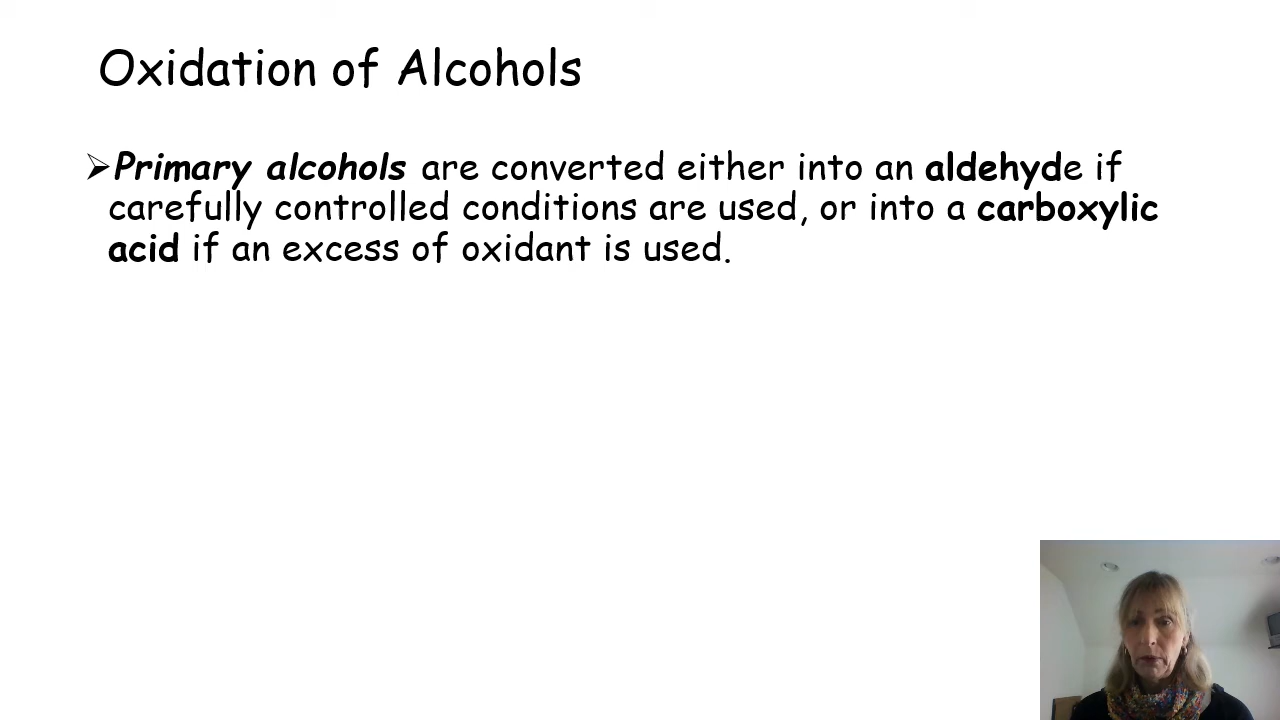 Oxidation of Alcohols
➢Primary alcohols are converted either into an aldehyde if
carefully controlled conditions are used, or into a carboxylic
acid if an excess of oxidant is used.